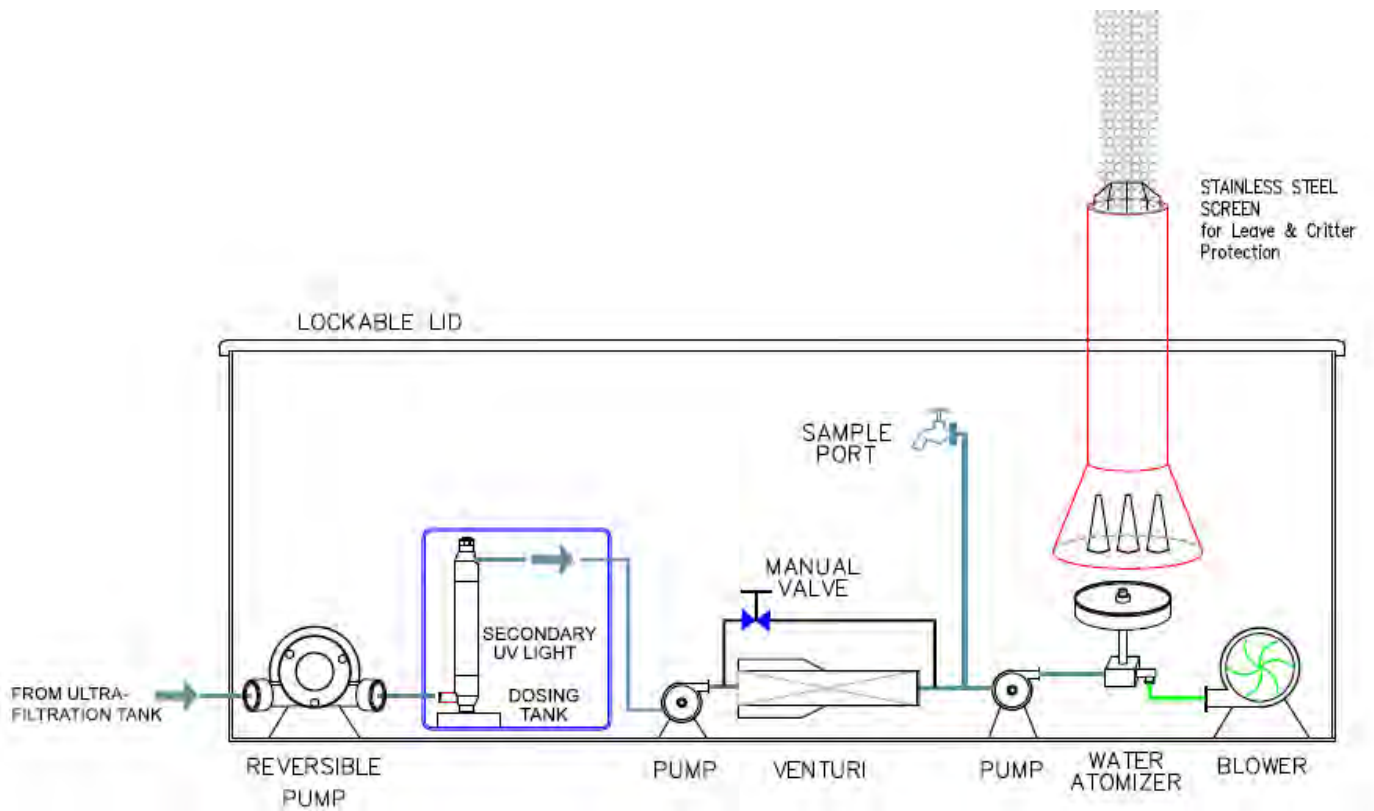 STAINLESS STEEL
SCREEN
for Leave & Critter
Protection
LOCKABLE LID
SAMPLE
PORT
MANUAL
VALVE
SECONDARY
UV LIGHT
DOSING
TANK
FROM ULTRA-
FILTRATION TANK
REVERSIBLE
PUMP
PUMP
VENTURI
PUMP
WATER
ATOMIZER
BLOWER